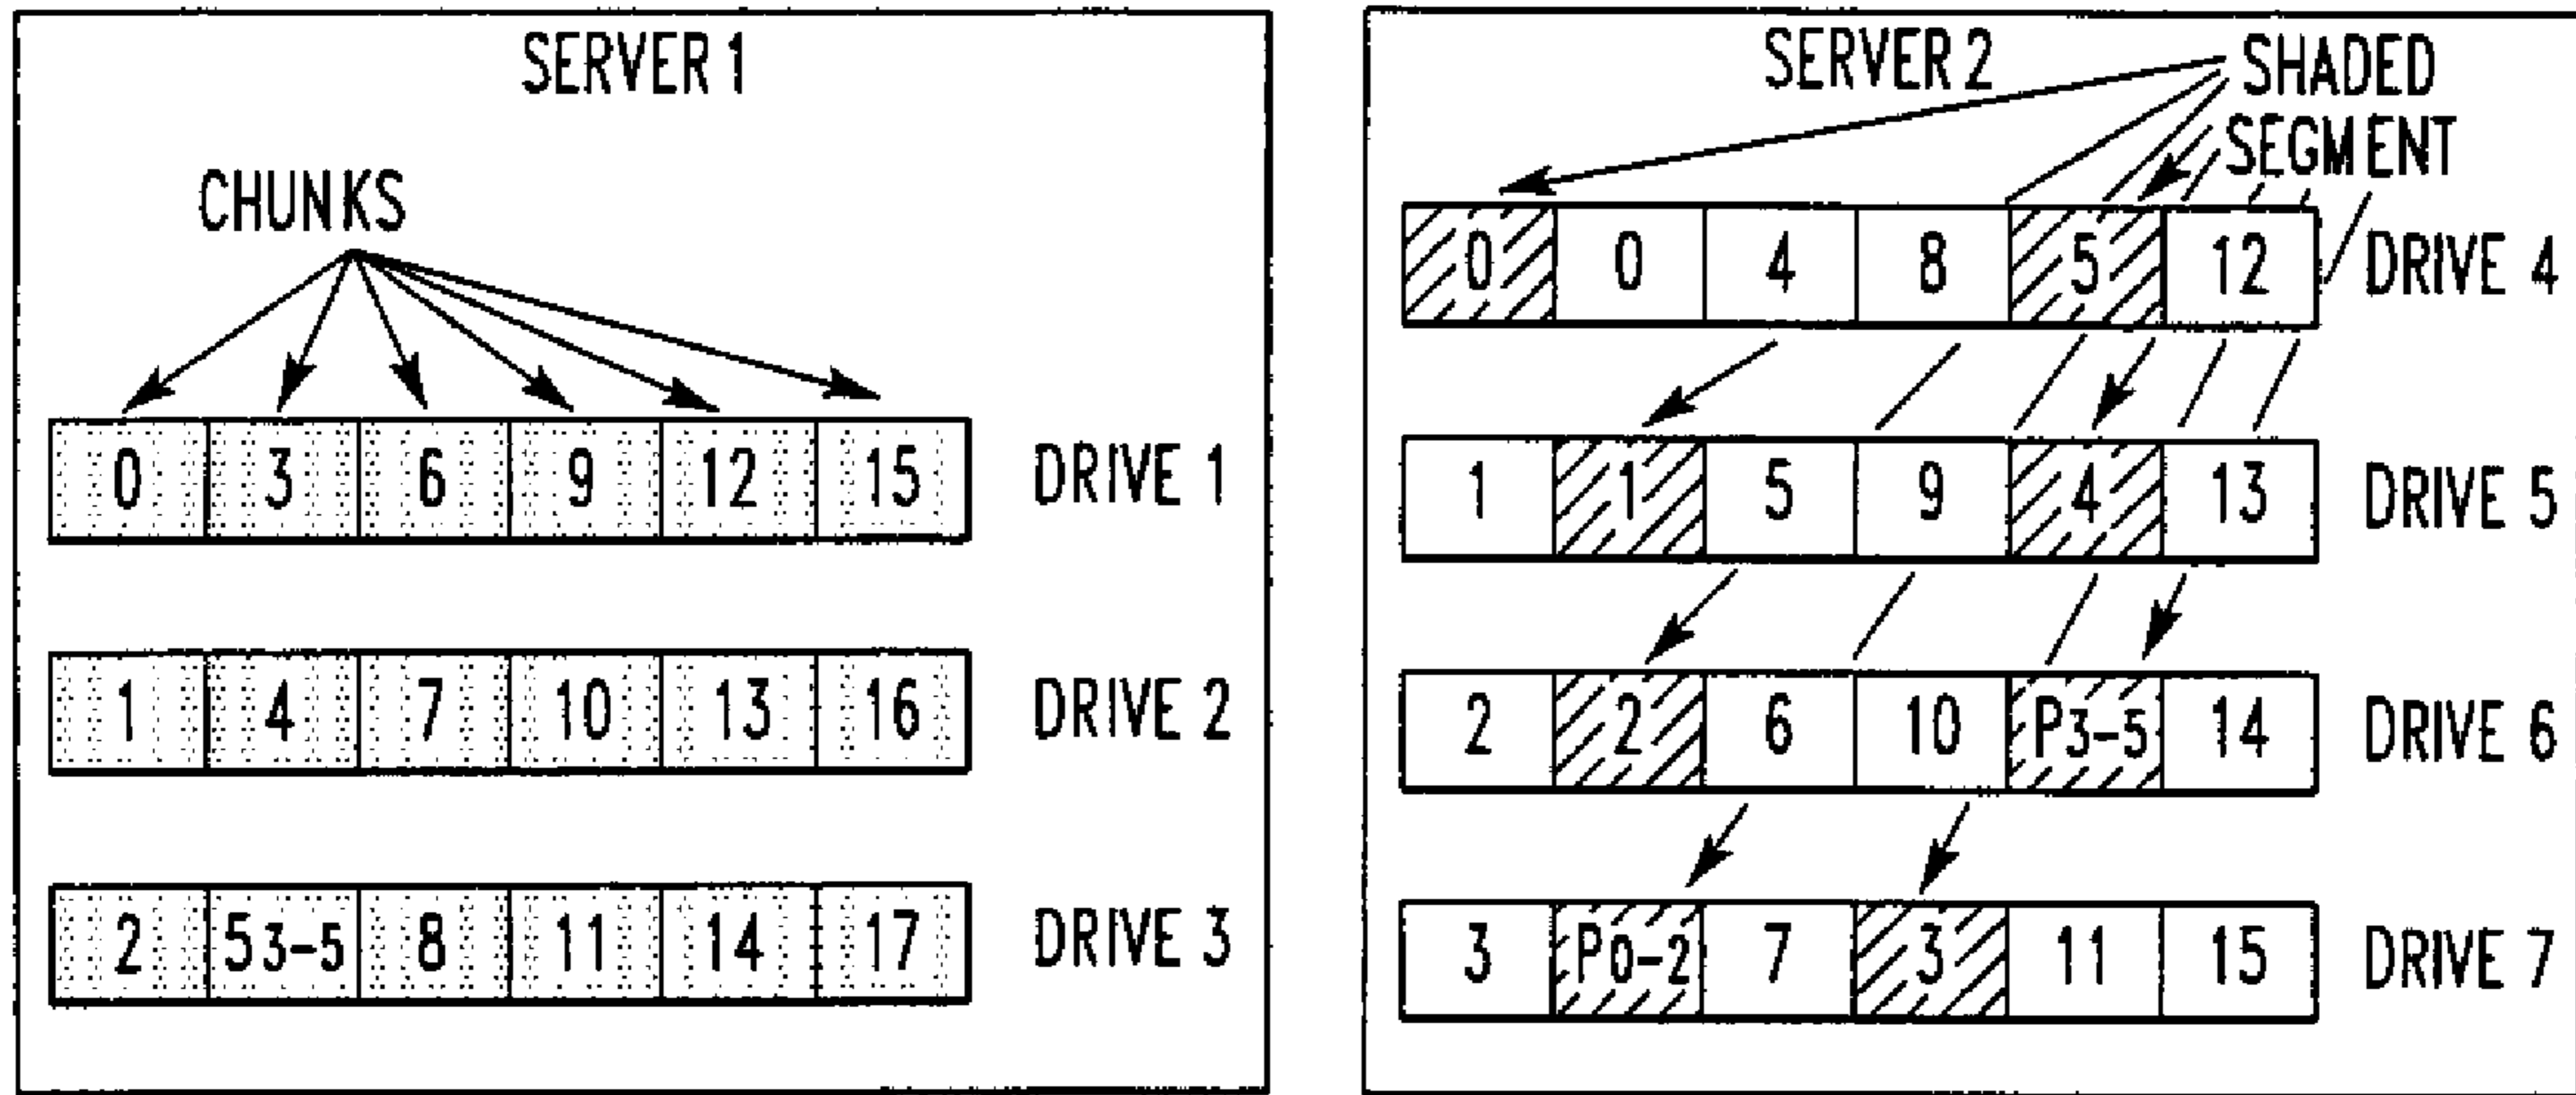 SERVER 1
CHUNKS
0 3 6 9 12 15 DRIVE 1
1 4 7 10 13 16 DRIVE 2
2 53-5 8 11 14 17 DRIVE 3
SERVER 2
SHADED
SEGMENT
0 0 4 8 5 12 DRIVE 4
1 1 5 9 4 13 DRIVE 5
2 2 6 10 P3-5 14 DRIVE 6
3 P0-2 7 3 11 15 DRIVE 7